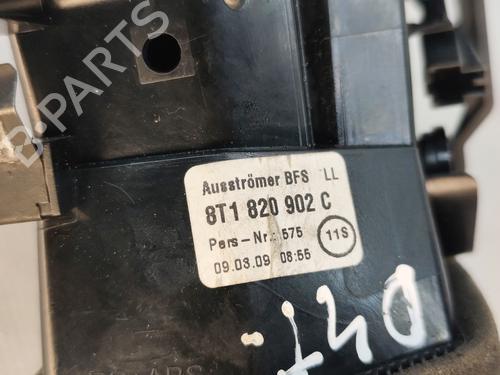 B-PARTS
Ausströmer BFS LL
8T1 820 902 C
Pers-Nr.: 575
11S
09.03.09 08:55